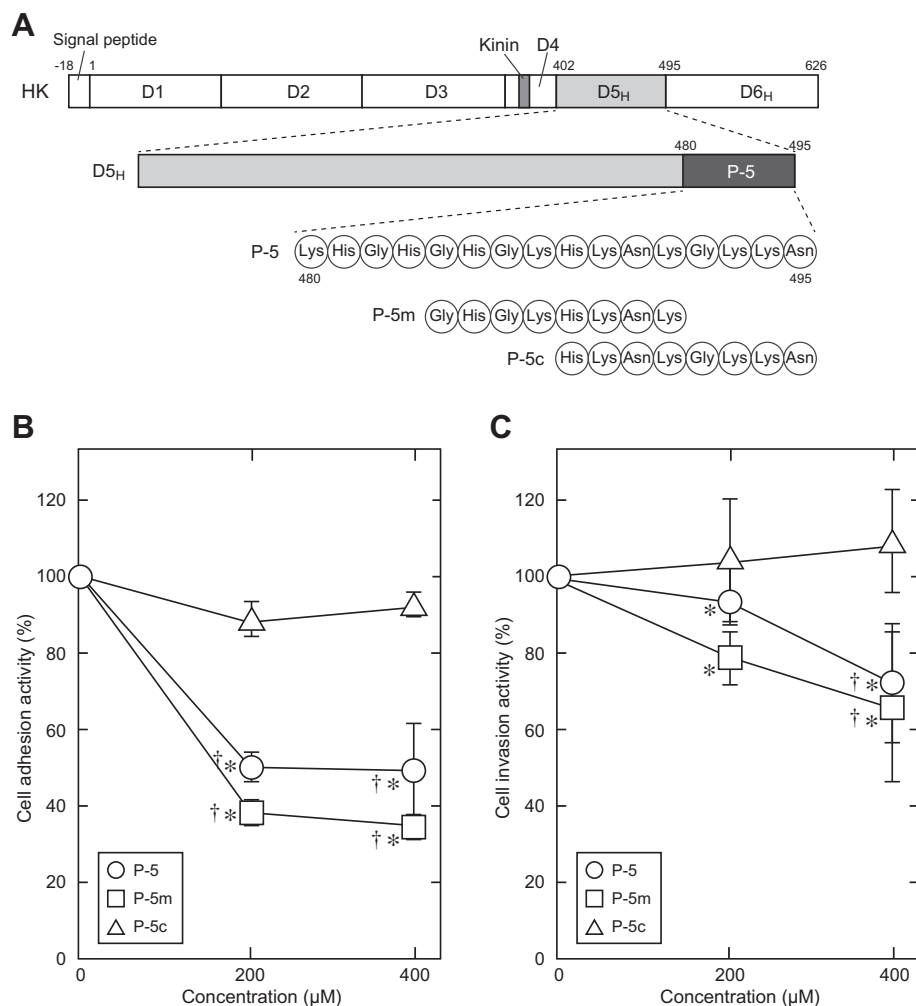 A
Signal peptide
Kinin
D4
-18
1
402
495
626
HK
D1
D2
D3
D5H
D6H
D5H
480
495
P-5
P-5
Lys His Gly His Gly His Gly Lys His Lys Asn Lys Gly Lys Lys Asn
480
495
P-5m
Gly His Gly Lys His Lys Asn Lys
P-5c
His Lys Asn Lys Gly Lys Lys Asn
B
Cell adhesion activity (%)
120
100
80
60
40
20
0
†*
† *
† *
† *
P-5
P-5m
P-5c
0
200
400
Concentration (µM)
C
Cell invasion activity (%)
120
100
80
60
40
20
0
*
*
† *
† *
P-5
P-5m
P-5c
0
200
400
Concentration (µM)